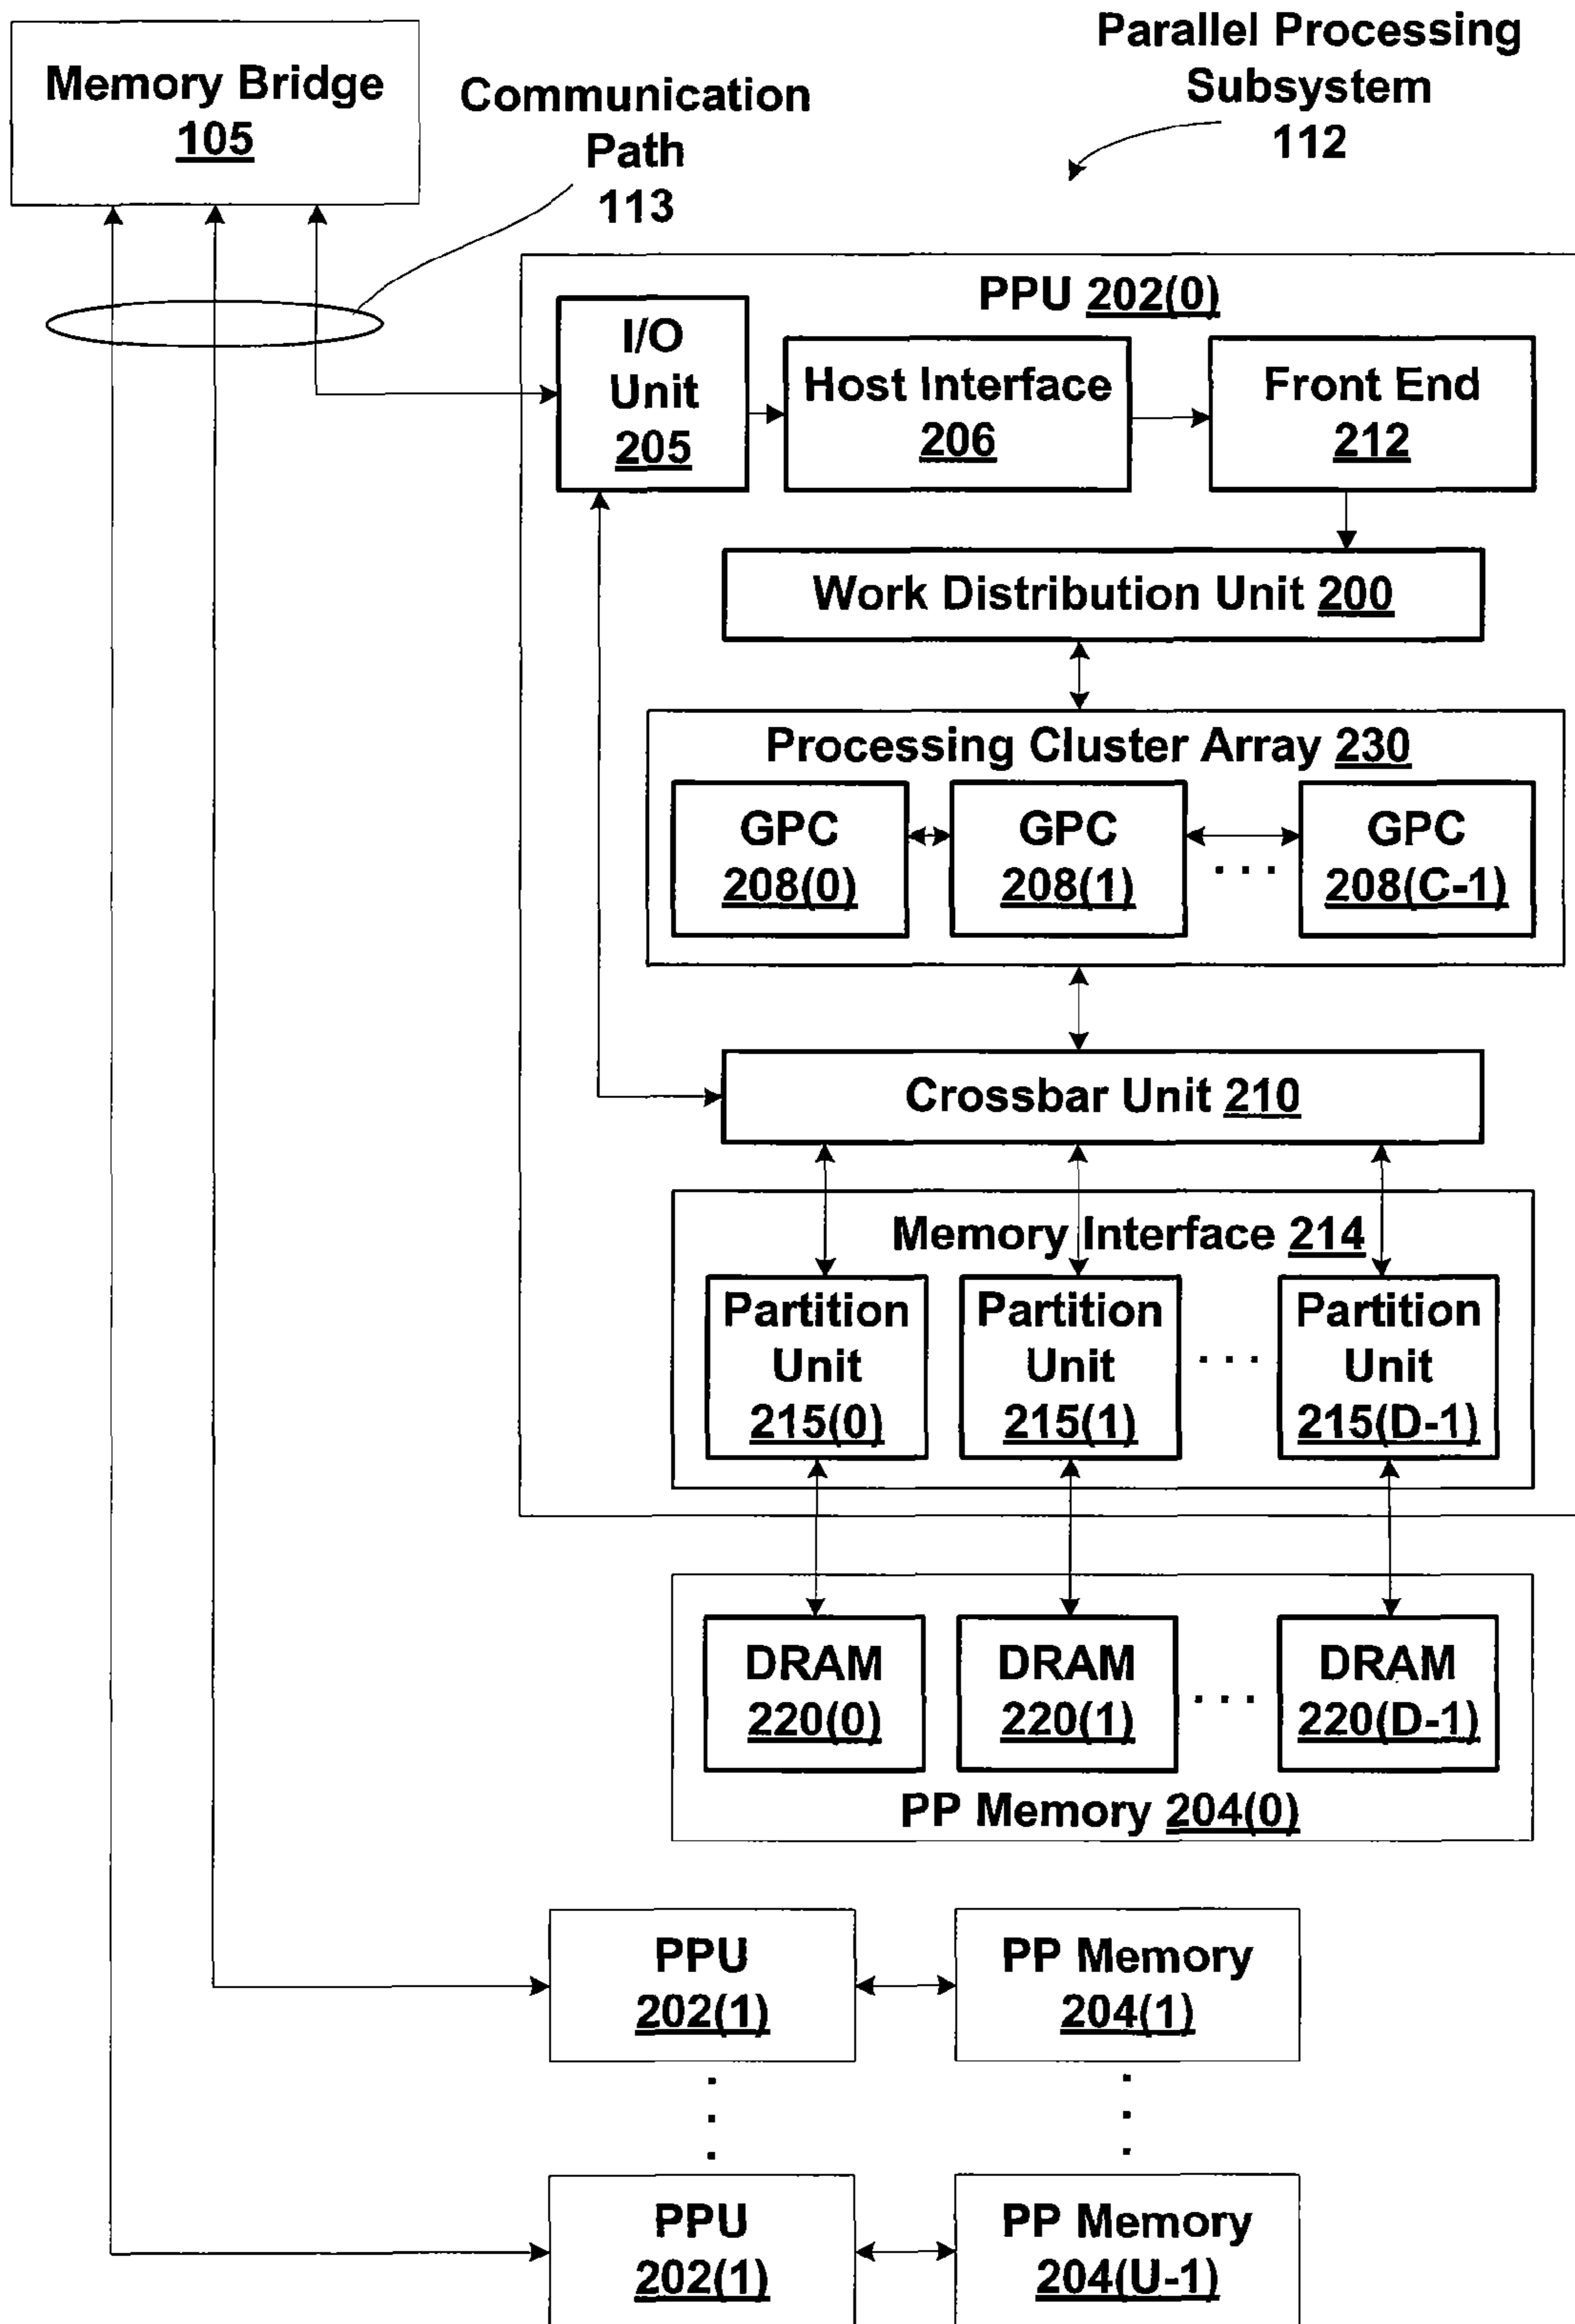 Parallel Processing
Subsystem
112
Memory Bridge
105
Communication
Path
113
PPU 202(0)
I/O
Unit
205
Host Interface
206
Front End
212
Work Distribution Unit 200
Processing Cluster Array 230
GPC
208(0)
GPC
208(1)
. . .
GPC
208(C-1)
Crossbar Unit 210
Memory Interface 214
Partition
Unit
215(0)
Partition
Unit
215(1)
. . .
Partition
Unit
215(D-1)
DRAM
220(0)
DRAM
220(1)
. . .
DRAM
220(D-1)
PP Memory 204(0)
PPU
202(1)
PP Memory
204(1)
PPU
202(1)
PP Memory
204(U-1)